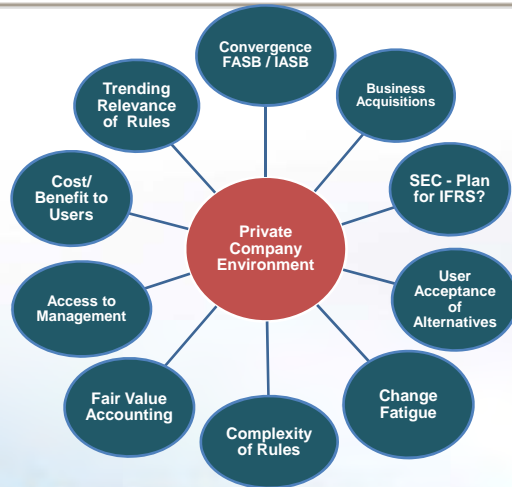 Convergence
FASB / IASB
Business
Acquisitions
SEC - Plan
for IFRS?
User
Acceptance
of
Alternatives
Change
Fatigue
Complexity
of Rules
Fair Value
Accounting
Access to
Management
Cost/
Benefit to
Users
Trending
Relevance
of Rules
Private
Company
Environment